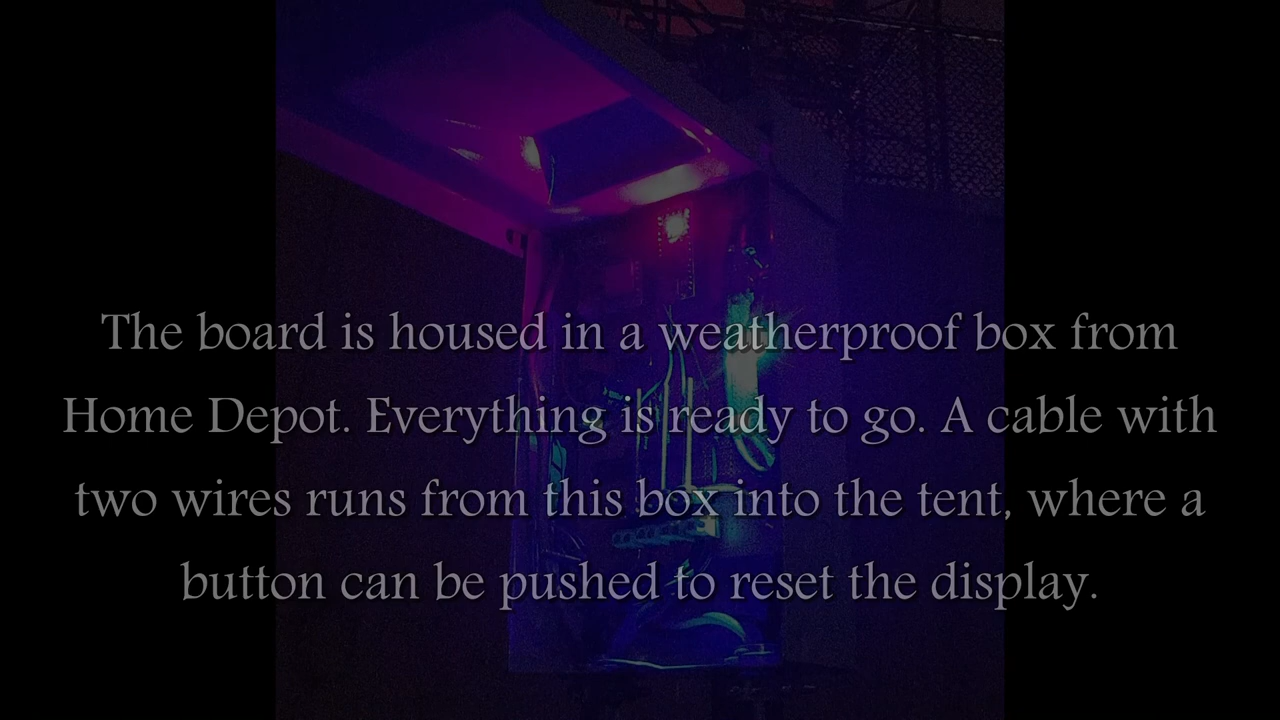 The board is housed in a weatherproof box from
Home Depot. Everything is ready to go. A cable with
two wires runs from this box into the tent, where a
button can be pushed to reset the display.